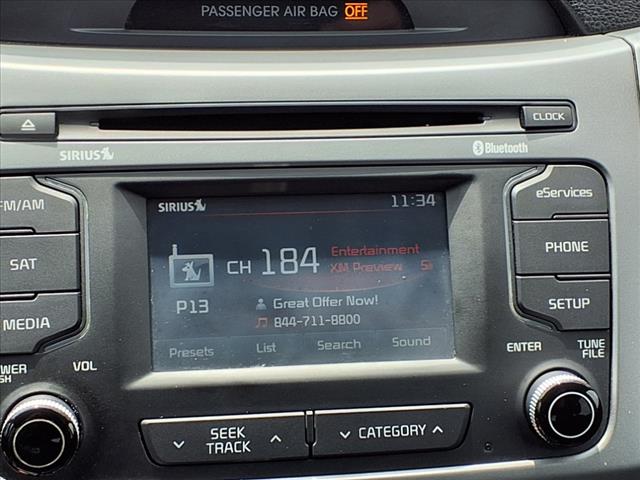 PASSENGER AIR BAG OFF
CLOCK
SIRIUS
Bluetooth
FM/AM
SAT
MEDIA
SIRIUS 11:34
CH 184
Entertainment
XM Preview
P13
Great Offer Now!
844-711-8800
Presets List Search Sound
eServices
PHONE
SETUP
VOL
ENTER
TUNE
FILE
SEEK
TRACK
CATEGORY